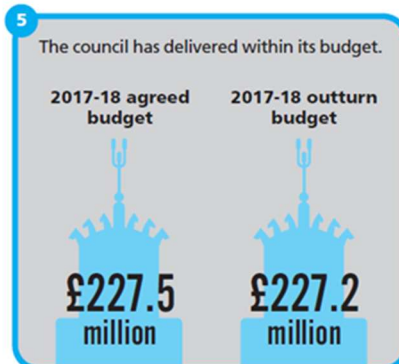 5
The council has delivered within its budget.
2017-18 agreed
budget
2017-18 outturn
budget
£227.5
million
£227.2
million